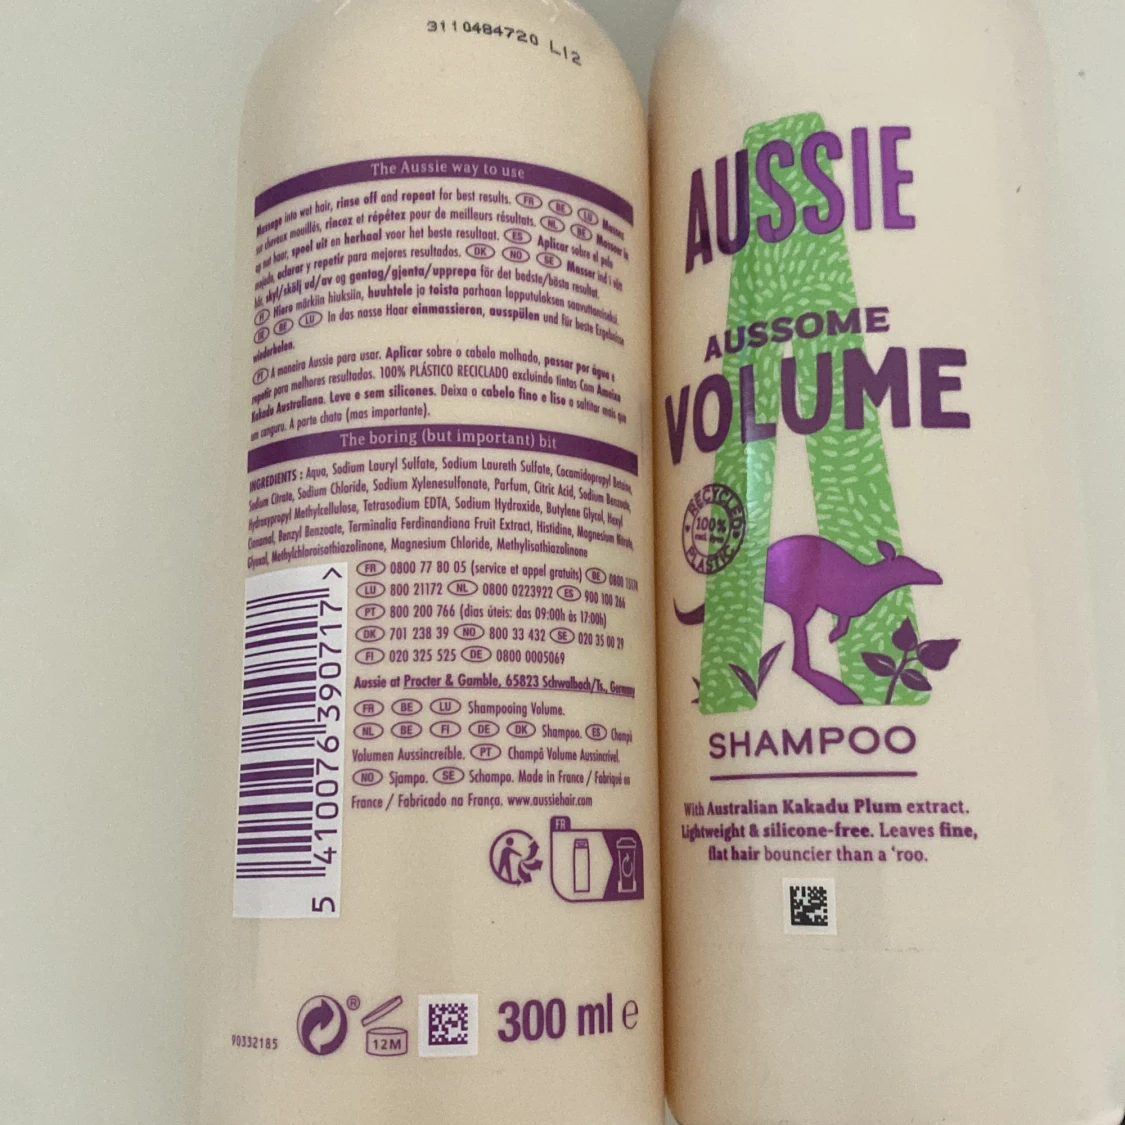 3110484720 L12
The Aussie way to use
Massage into wet hair, rinse off and repeat for best results. FR BE LU Masser
sur cheveux mouillés, rincez et répétez pour de meilleurs résultats. NL BE Masseer in
op nat haar, spoel uit en herhaal voor het beste resultaat. ES Aplicar sobre el pelo
mojado, aclarar y repetir para mejores resultados. DK NO SE Masser ind i vått
hår, skyl/skölj ud/av og gentag/gjenta/upprepa för det bedste/bästa resultat.
FI Hiero märkiin hiuksiin, huuhtele ja toista parhaan lopputuloksen saavuttamiseksi.
DE BE LU In das nasse Haar einmassieren, ausspülen und für beste Ergebnisse
wiederholen.
PT A maneira Aussie para usar. Aplicar sobre o cabelo molhado, passar por água e
repetir para melhores resultados. 100% PLÁSTICO RECICLADO excluindo tintas Com Ameixa
Kakadu Australiana. Leve e sem silicones. Deixa o cabelo fino e liso a saltitar mais que
um canguru. A parte chata (mas importante).
The boring (but important) bit
INGREDIENTS : Aqua, Sodium Lauryl Sulfate, Sodium Laureth Sulfate, Cocamidopropyl Betaine,
Sodium Citrate, Sodium Chloride, Sodium Xylenesulfonate, Parfum, Citric Acid, Sodium Benzoate,
Hydroxypropyl Methylcellulose, Tetrasodium EDTA, Sodium Hydroxide, Butylene Glycol, Hexyl
Cinnamal, Benzyl Benzoate, Terminalia Ferdinandiana Fruit Extract, Histidine, Magnesium Nitrate,
Glyoxal, Methylchloroisothiazolinone, Magnesium Chloride, Methylisothiazolinone
FR 0800 77 80 05 (service et appel gratuits) BE 0800
LU 800 21172 NL 0800 0223922 ES 900 100 266
PT 800 200 766 (dias úteis: das 09:00h às 17:00h)
DK 701 238 39 NO 800 33 432 SE 020 35 00 29
FI 020 325 525 DE 0800 0005069
Aussie at Procter & Gamble, 65823 Schwalbach/Ts., Germany
FR BE LU Shampooing Volume.
NL BE FI DE DK Shampoo. ES Champú
Volumen Aussincreíble. PT Champô Volume Aussincrível.
NO Sjampo. SE Schampo. Made in France / Fabriqué en
France / Fabricado na França. www.aussiehair.com
5 410076 390717 >
FR
90332185
®
12M
300 ml e
AUSSIE
AUSSOME
VOLUME
RECYCLED
100%
PLASTIC
SHAMPOO
With Australian Kakadu Plum extract.
Lightweight & silicone-free. Leaves fine,
flat hair bouncier than a 'roo.